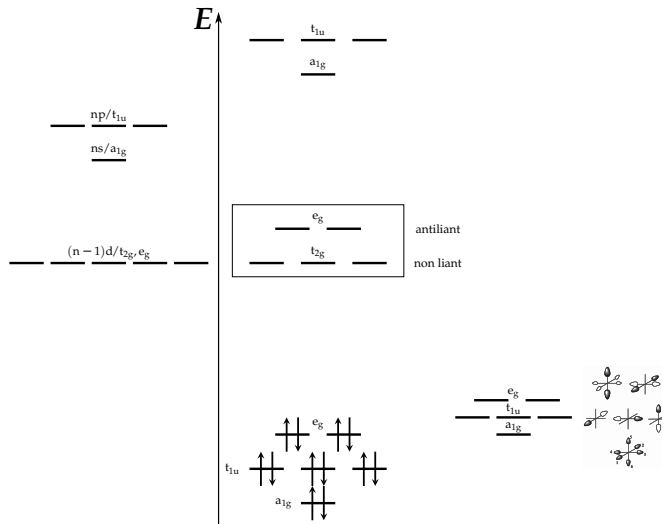 E
t1u
a1g
np/t1u
ns/a1g
eg
antiliant
(n − 1)d/t2g, eg
t2g
non liant
eg
t1u
a1g
eg
t1u
a1g